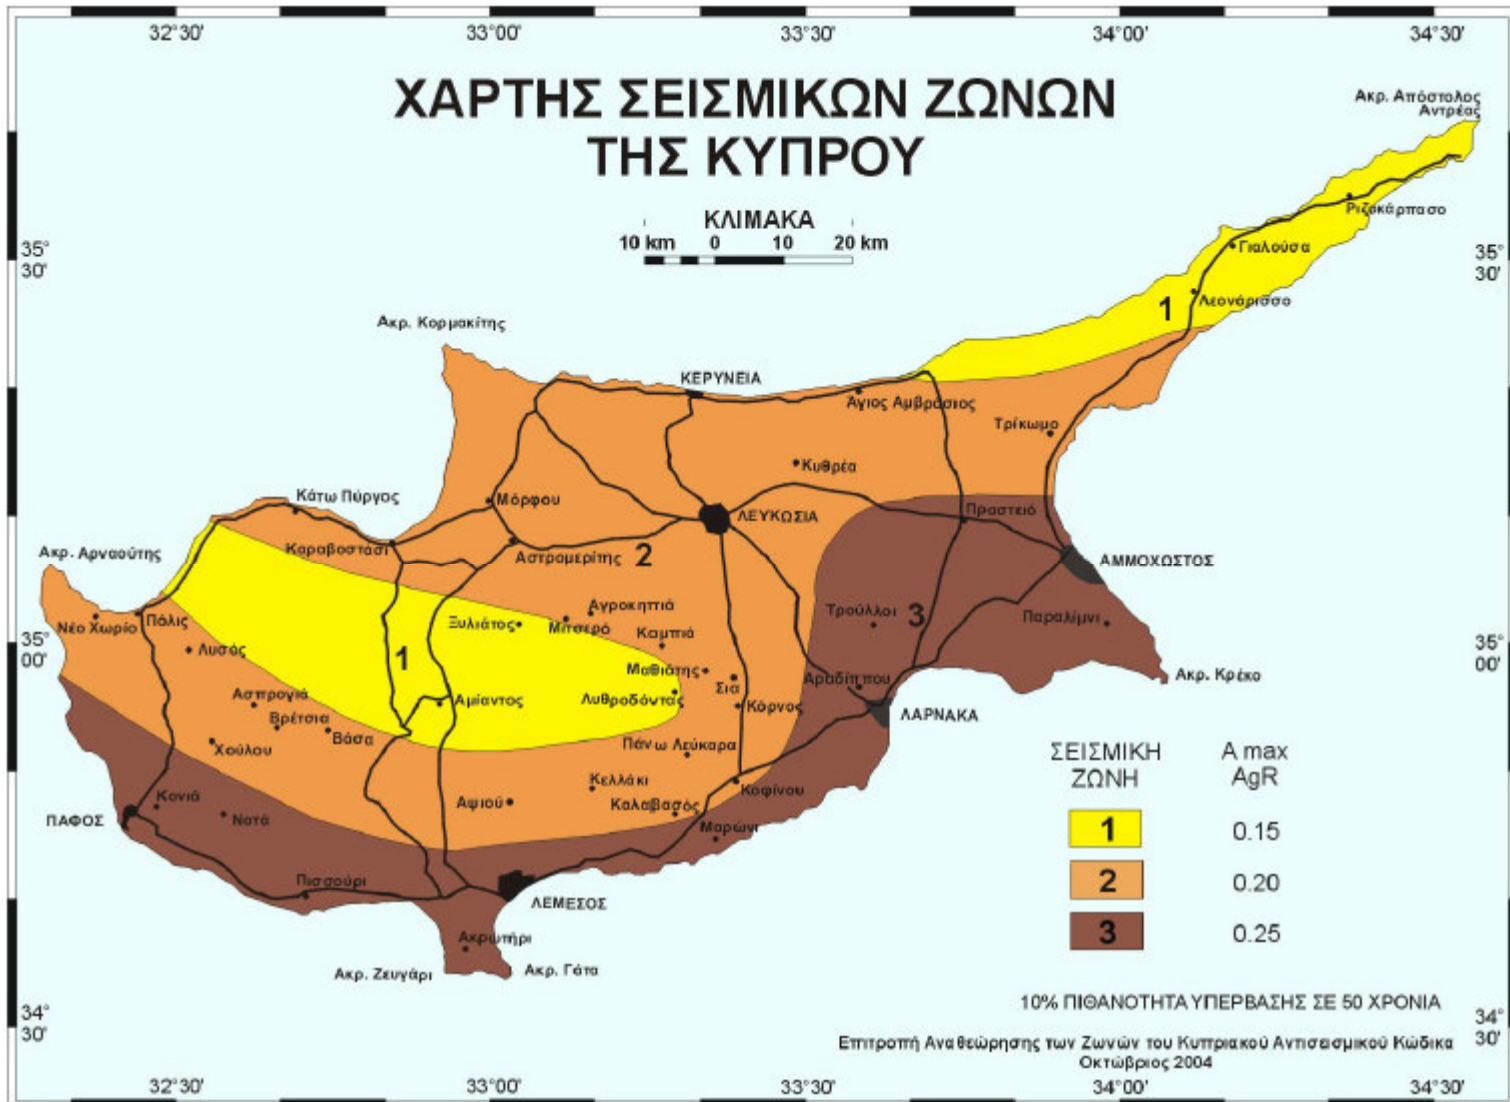 32°30' 33°00' 33°30' 34°00' 34°30'
ΧΑΡΤΗΣ ΣΕΙΣΜΙΚΩΝ ΖΩΝΩΝ
ΤΗΣ ΚΥΠΡΟΥ
Ακρ. Απόστολος
Αντρέας
ΚΛΙΜΑΚΑ
10 km 0 10 20 km
35°
30'
35°
30'
Ριζοκάρπασο
Γιαλούσα
Λεονάρισσο
1
Ακρ. Κορμακίτης
ΚΕΡΥΝΕΙΑ
Άγιος Αμβρόσιος
Τρίκωμο
Κυθρέα
Κάτω Πύργος
Μόρφου
ΛΕΥΚΩΣΙΑ
Πραστειό
Ακρ. Αρναούτης
Καραβοστάσι
Αστρομερίτης
2
ΑΜΜΟΧΩΣΤΟΣ
Νέο Χωρίο
Πόλις
Ξυλιάτος
Μιτσερό
Αγροκηπιά
Καμπιά
Τρούλλοι
3
Παραλίμνι
35°
00'
35°
00'
Λυσός
1
Μαθιάτης
Σια
Αραδίππου
Ακρ. Κρέκο
Ασπρογιά
Βρέτσια
Βάσα
Αμίαντος
Λυθροδόντας
Κόρνος
ΛΑΡΝΑΚΑ
Χούλου
Πάνω Λεύκαρα
Κελλάκι
Καλαβασός
Κοφίνου
Αψιού
Μαρώνι
ΠΑΦΟΣ
Κονιά
Νατά
Πισσούρι
ΛΕΜΕΣΟΣ
Ακρωτήρι
Ακρ. Ζευγάρι
Ακρ. Γάτα
ΣΕΙΣΜΙΚΗ A max
ΖΩΝΗ AgR
1 0.15
2 0.20
3 0.25
10% ΠΙΘΑΝΟΤΗΤΑ ΥΠΕΡΒΑΣΗΣ ΣΕ 50 ΧΡΟΝΙΑ
34°
30'
34°
30'
Επιτροπή Αναθεώρησης των Ζωνών του Κυπριακού Αντισεισμικού Κώδικα
Οκτώβριος 2004
32°30' 33°00' 33°30' 34°00' 34°30'